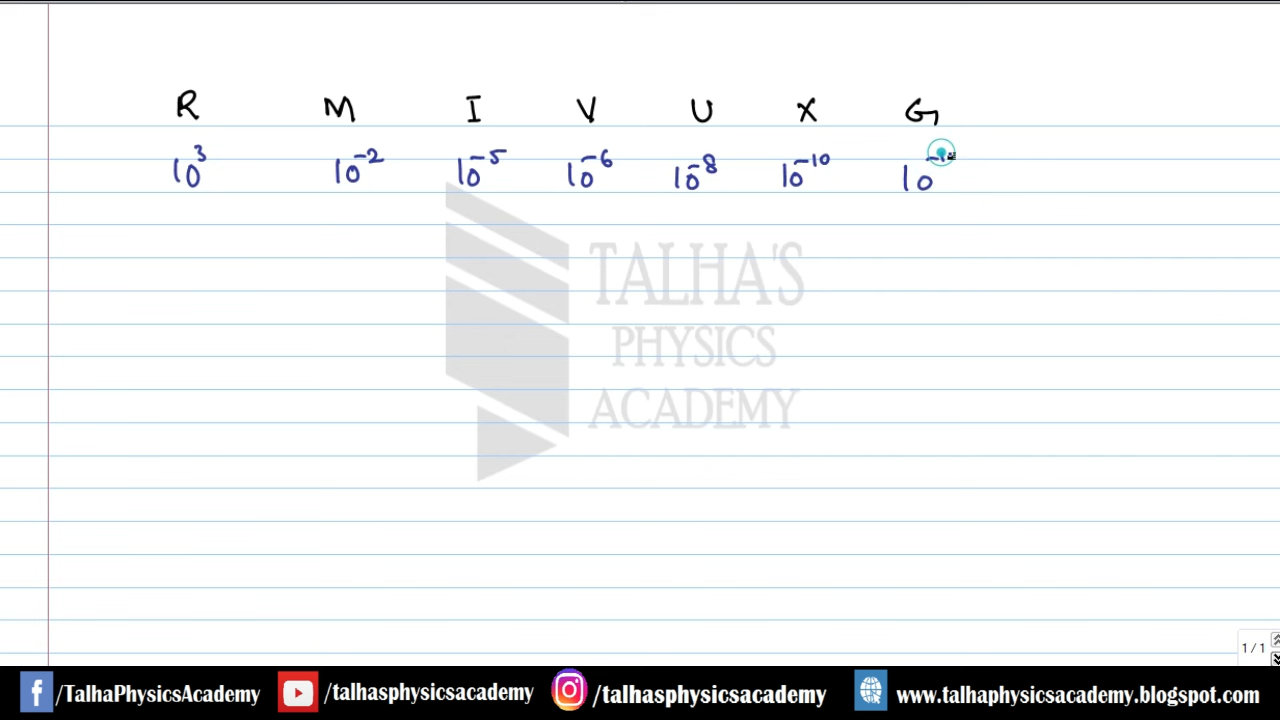 R M I V U X G
10³ 10⁻² 10⁻⁵ 10⁻⁶ 10⁻⁸ 10⁻¹⁰
TALHA'S
PHYSICS
ACADEMY
1 / 1
/TalhaPhysicsAcademy /talhasphysicsacademy /talhasphysicsacademy www.talhaphysicsacademy.blogspot.com